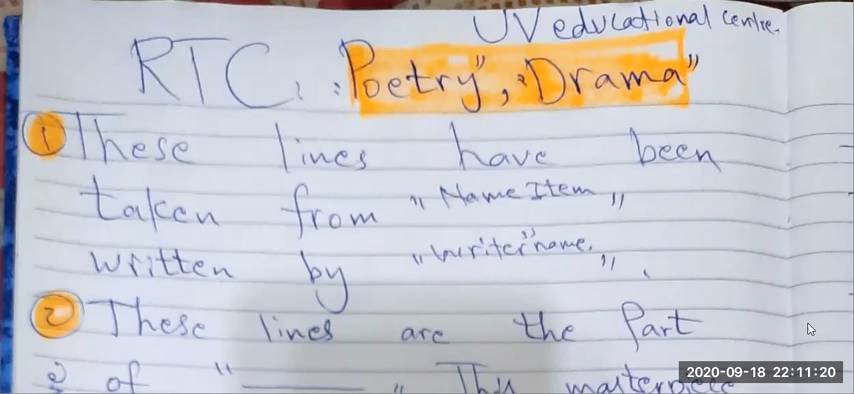 UV educational centre.
RTC: "Poetry", "Drama"
① These lines have been
taken from "Name Item"
written by "Writer" name."
② These lines are the Part
of " ——— " This masterpiece
2020-09-18 22:11:20